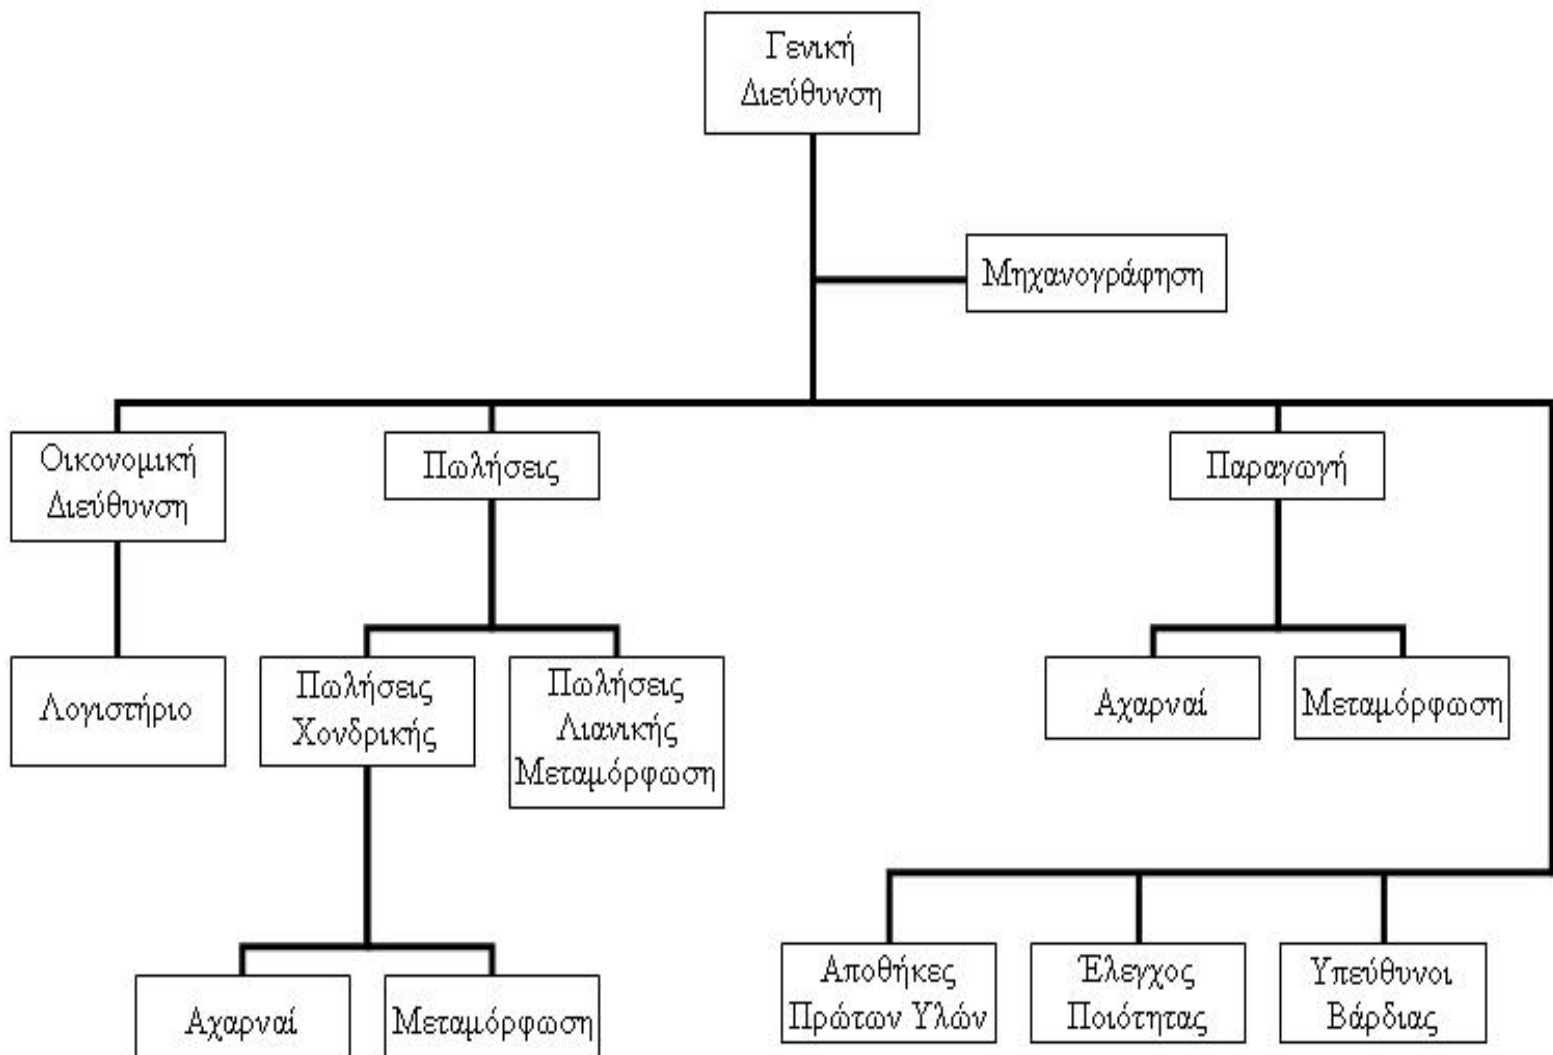 Γενική
Διεύθυνση
Μηχανογράφηση
Οικονομική
Διεύθυνση
Πωλήσεις
Παραγωγή
Λογιστήριο
Πωλήσεις
Χονδρικής
Πωλήσεις
Λιανικής
Μεταμόρφωση
Αχαρναί
Μεταμόρφωση
Αχαρναί
Μεταμόρφωση
Αποθήκες
Πρώτων Υλών
Έλεγχος
Ποιότητας
Υπεύθυνοι
Βάρδιας